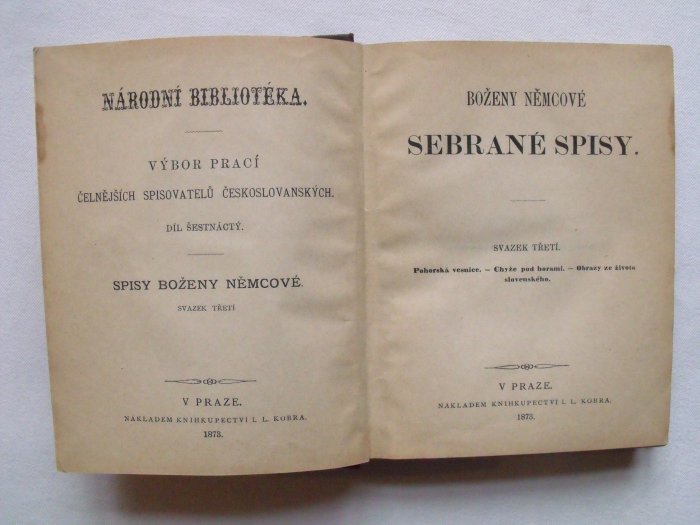 NÁRODNÍ BIBLIOTÉKA.
VÝBOR PRACÍ
ČELNĚJŠÍCH SPISOVATELŮ ČESKOSLOVANSKÝCH.
DÍL ŠESTNÁCTÝ.
SPISY BOŽENY NĚMCOVÉ.
SVAZEK TŘETÍ
V PRAZE.
NÁKLADEM KNIHKUPECTVÍ I. L. KOBRA.
1873.
BOŽENY NĚMCOVÉ
SEBRANÉ SPISY.
SVAZEK TŘETÍ.
Pohorská vesnice. – Chyže pod horami. – Obrazy ze života
slovenského.
V PRAZE.
NÁKLADEM KNIHKUPECTVÍ I. L. KOBRA.
1873.